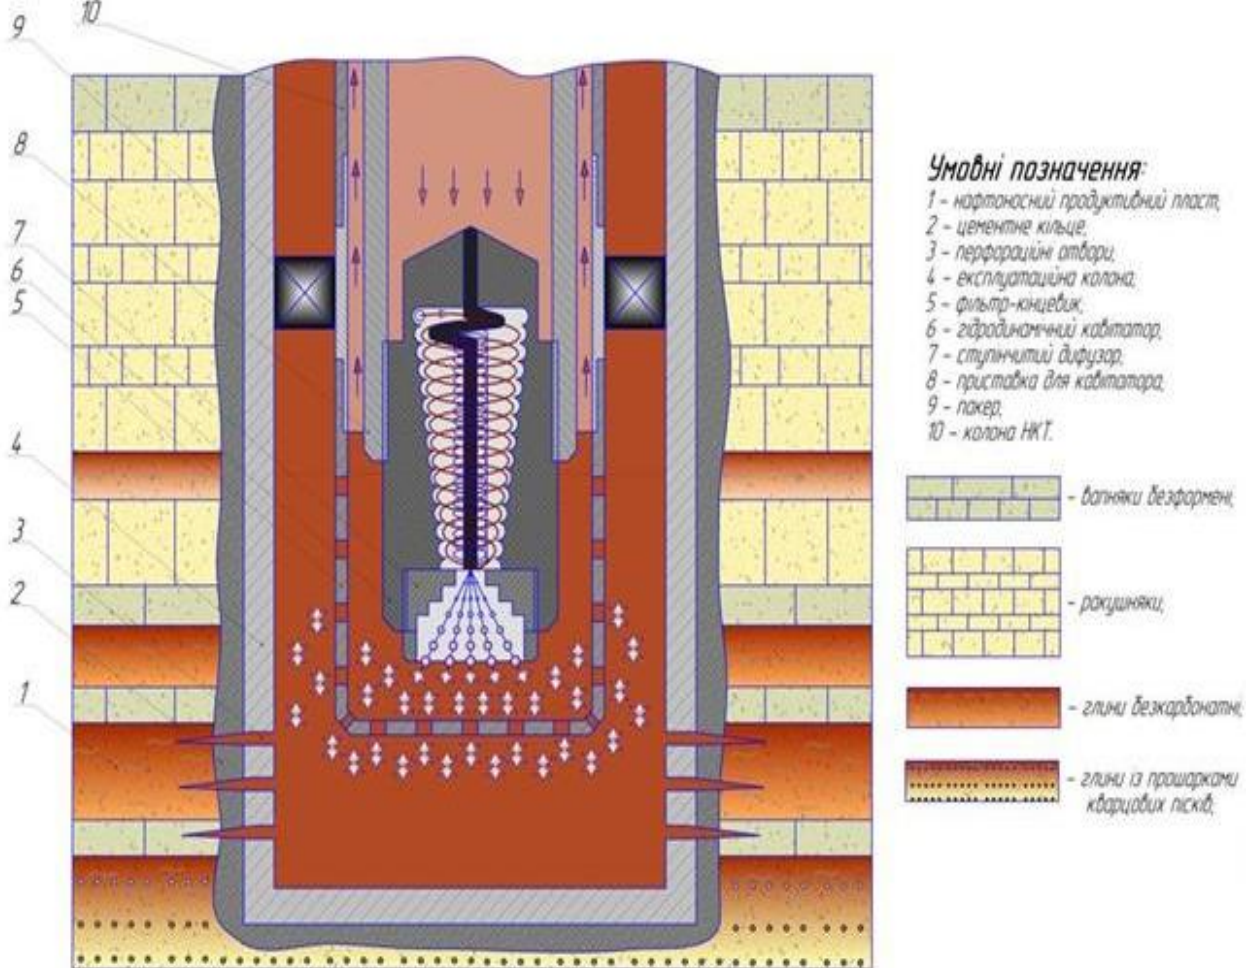 10
9
8
7
6
5
4
3
2
1
Умовні позначення:
1 - нафтоносний продуктивний пласт,
2 - цементне кільце,
3 - перфораційні отвори,
4 - експлуатаційна колона,
5 - фільтр-кінцевик,
6 - гідродинамічний кавітатор,
7 - ступінчитий дифузор,
8 - приставка для кавітатора,
9 - пакер,
10 - колона НКТ.
- вапняки безформені,
- ракушняки,
- глини безкарбонатні,
- глини із прошарками
кварцових пісків,